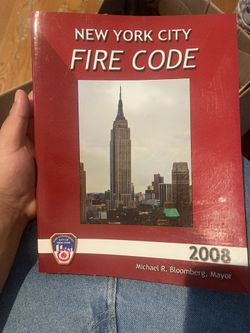 NEW YORK CITY
FIRE CODE
2008
Michael R. Bloomberg, Mayor